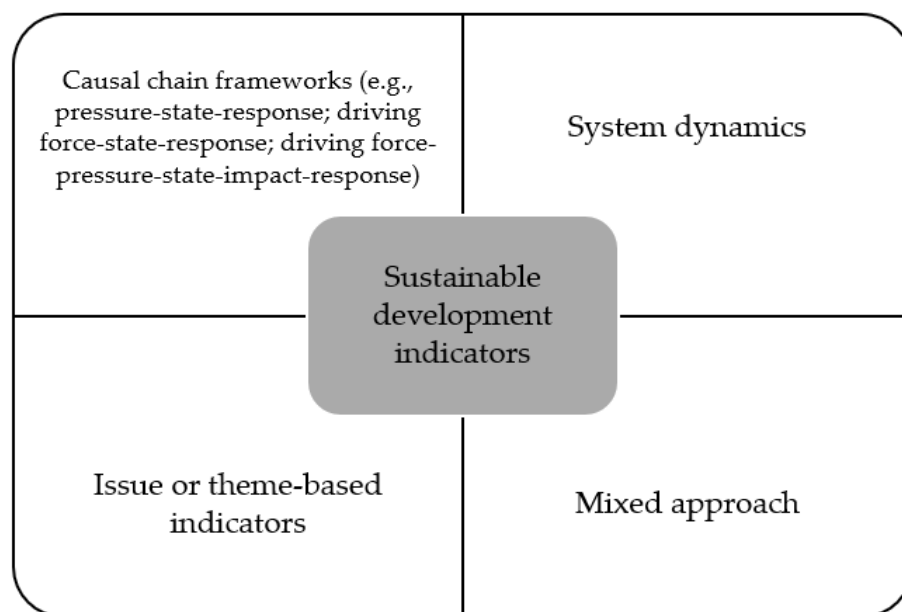 Causal chain frameworks (e.g.,
pressure-state-response; driving
force-state-response; driving force-
pressure-state-impact-response)
System dynamics
Sustainable
development
indicators
Issue or theme-based
indicators
Mixed approach